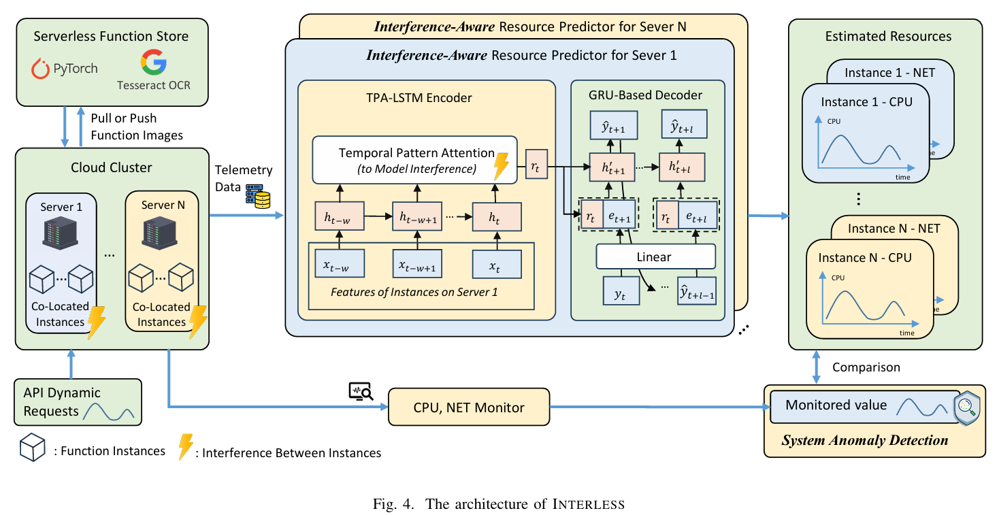 Serverless Function Store
PyTorch
Tesseract OCR
Pull or Push
Function Images
Cloud Cluster
Server 1
Server N
...
...
...
Co-Located
Instances
Co-Located
Instances
API Dynamic
Requests
Telemetry
Data
Interference-Aware Resource Predictor for Sever N
Interference-Aware Resource Predictor for Sever 1
TPA-LSTM Encoder
Temporal Pattern Attention
(to Model Interference)
r_t
h_{t-w}
h_{t-w+1}
...
h_t
x_{t-w}
x_{t-w+1}
x_t
Features of Instances on Server 1
GRU-Based Decoder
ŷ_{t+1}
ŷ_{t+l}
h′_{t+1}
...
h′_{t+l}
r_t
e_{t+1}
r_t
e_{t+l}
Linear
y_t
...
ŷ_{t+l-1}
...
Estimated Resources
Instance 1 - NET
Instance 1 - CPU
CPU
me
time
...
Instance N - NET
Instance N - CPU
CPU
me
time
Comparison
CPU, NET Monitor
Monitored value
System Anomaly Detection
: Function Instances
: Interference Between Instances
Fig. 4. The architecture of INTERLESS